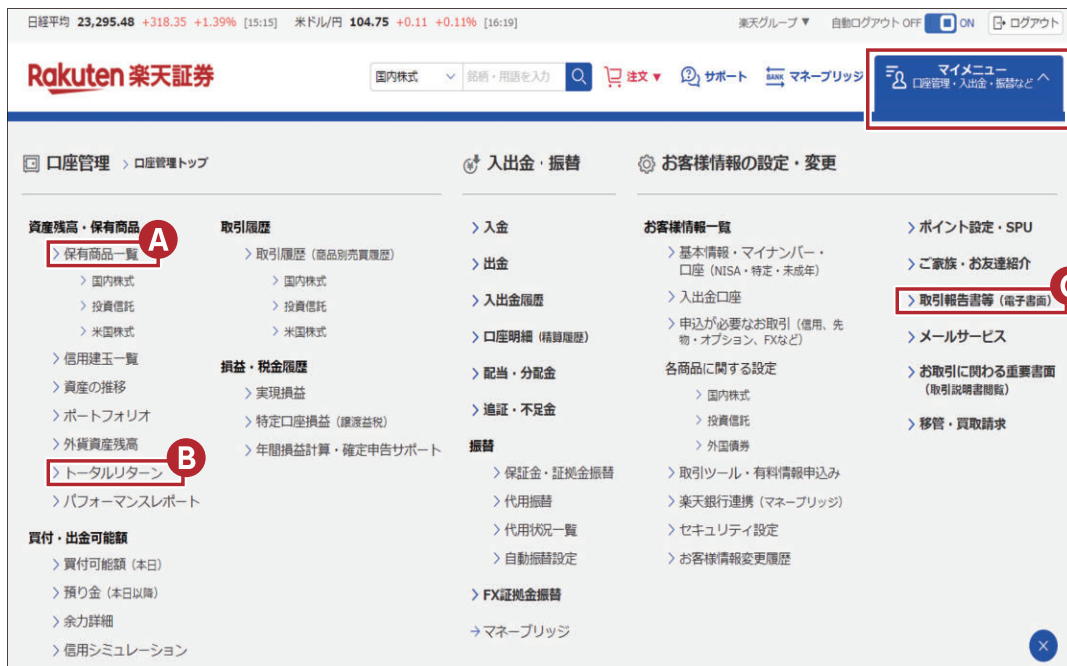 日経平均 23,295.48 +318.35 +1.39% [15:15] 米ドル/円 104.75 +0.11 +0.11% [16:19] 楽天グループ ▼ 自動ログアウト OFF ON ログアウト
Rakuten 楽天証券
国内株式 銘柄・用語を入力 注文 ▼ サポート BANK マネーブリッジ
マイメニュー
口座管理・入出金・振替など
口座管理 > 口座管理トップ
資産残高・保有商品
A
> 保有商品一覧
> 国内株式
> 投資信託
> 米国株式
> 信用建玉一覧
> 資産の推移
> ポートフォリオ
> 外貨資産残高
B
> トータルリターン
> パフォーマンスレポート
買付・出金可能額
> 買付可能額 (本日)
> 預り金 (本日以降)
> 余力詳細
> 信用シミュレーション
取引履歴
> 取引履歴 (商品別売買履歴)
> 国内株式
> 投資信託
> 米国株式
損益・税金履歴
> 実現損益
> 特定口座損益 (譲渡益税)
> 年間損益計算・確定申告サポート
入出金・振替
> 入金
> 出金
> 入出金履歴
> 口座明細 (精算履歴)
> 配当・分配金
> 追証・不足金
振替
> 保証金・証拠金振替
> 代用振替
> 代用状況一覧
> 自動振替設定
> FX証拠金振替
→マネーブリッジ
お客様情報の設定・変更
お客様情報一覧
> 基本情報・マイナンバー・
口座 (NISA・特定・未成年)
> 入出金口座
> 申込が必要なお取引 (信用、先
物・オプション、FXなど)
各商品に関する設定
> 国内株式
> 投資信託
> 外国債券
> 取引ツール・有料情報申込み
> 楽天銀行連携 (マネーブリッジ)
> セキュリティ設定
> お客様情報変更履歴
> ポイント設定・SPU
> ご家族・お友達紹介
> 取引報告書等 (電子書面)
> メールサービス
> お取引に関わる重要書面
(取引説明書閲覧)
> 移管・買取請求